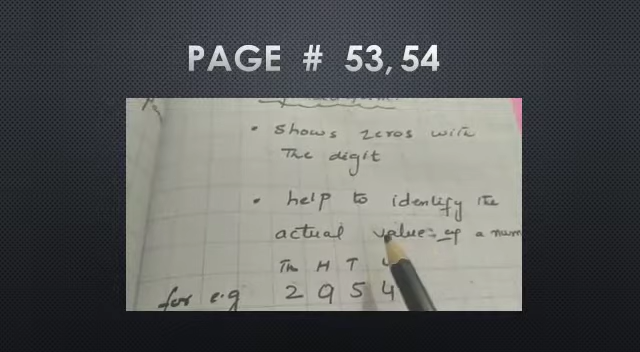 PAGE # 53, 54
• shows zeros with
The digit
• help to identify the
actual value of a num
Th H T
for e.g 2 9 5 4